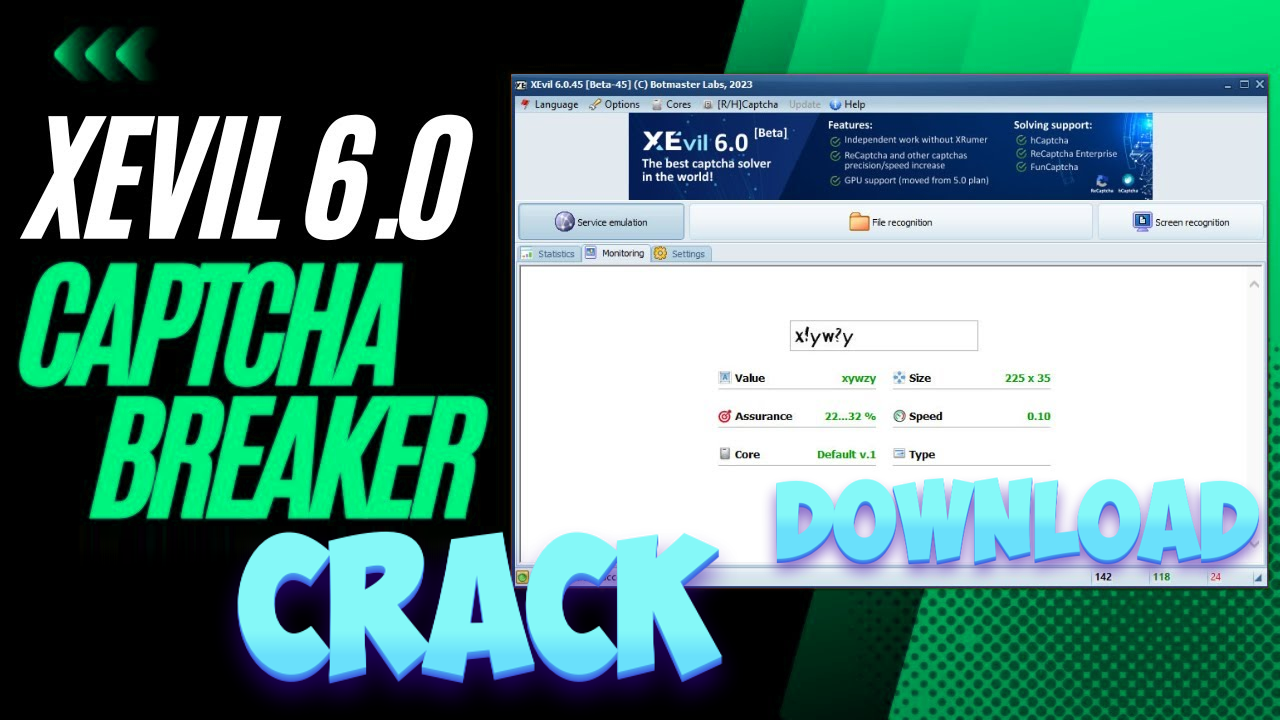 XEVIL 6.0
CAPTCHA
BREAKER
CRACK
DOWNLOAD
XEvil 6.0.45 [Beta-45] (C) Botmaster Labs, 2023
Language Options Cores [R/H]Captcha Update Help
XEvil 6.0 [Beta]
The best captcha solver
in the world!
Features:
Independent work without XRumer
ReCaptcha and other captchas
precision/speed increase
GPU support (moved from 5.0 plan)
Solving support:
hCaptcha
ReCaptcha Enterprise
FunCaptcha
ReCaptcha hCaptcha
Service emulation File recognition Screen recognition
Statistics Monitoring Settings
x!yw?y
Value xywzy Size 225 x 35
Assurance 22...32 % Speed 0.10
Core Default v.1 Type
142 118 24